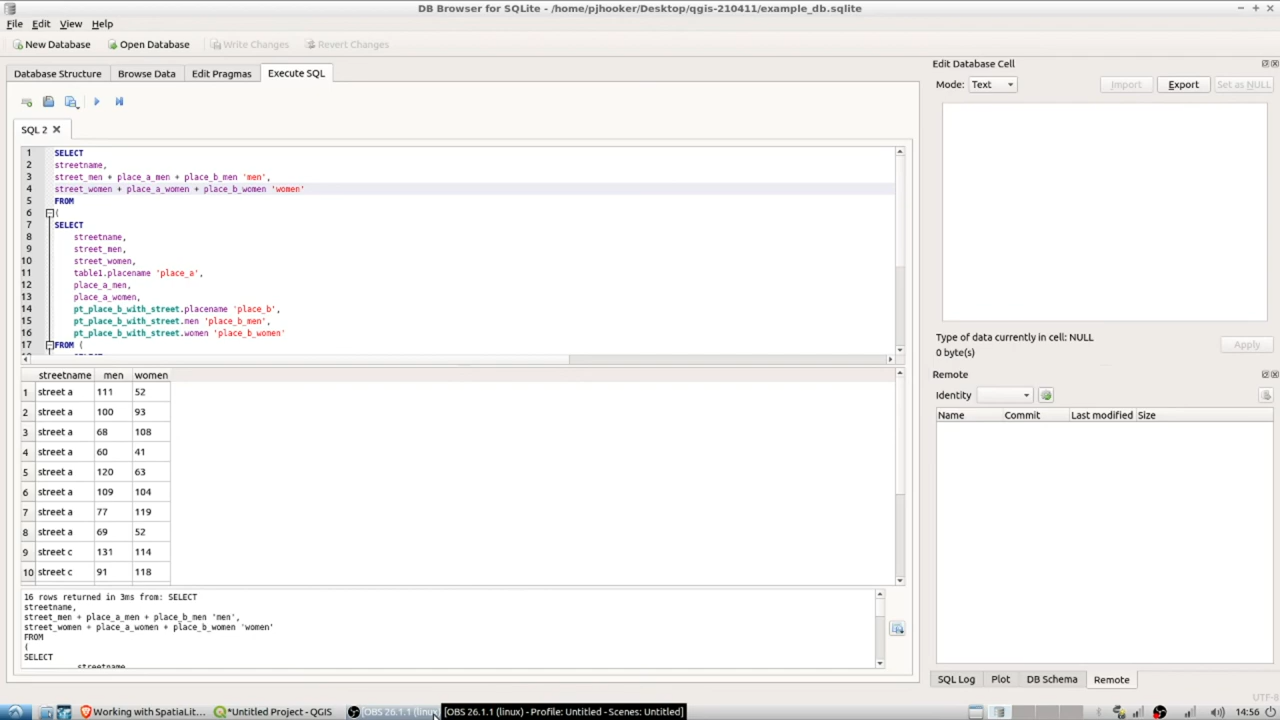 DB Browser for SQLite - /home/pjhooker/Desktop/qgis-210411/example_db.sqlite
File Edit View Help
New Database Open Database Write Changes Revert Changes
Database Structure Browse Data Edit Pragmas Execute SQL
SQL 2
1 SELECT
2 streetname,
3 street_men + place_a_men + place_b_men 'men',
4 street_women + place_a_women + place_b_women 'women'
5 FROM
6 (
7 SELECT
8 streetname,
9 street_men,
10 street_women,
11 table1.placename 'place_a',
12 place_a_men,
13 place_a_women,
14 pt_place_b_with_street.placename 'place_b',
15 pt_place_b_with_street.men 'place_b_men',
16 pt_place_b_with_street.women 'place_b_women'
17 FROM (
streetname men women
1 street a 111 52
2 street a 100 93
3 street a 68 108
4 street a 60 41
5 street a 120 63
6 street a 109 104
7 street a 77 119
8 street a 69 52
9 street c 131 114
10 street c 91 118
16 rows returned in 3ms from: SELECT
streetname,
street_men + place_a_men + place_b_men 'men',
street_women + place_a_women + place_b_women 'women'
FROM
(
SELECT
streetname
Edit Database Cell
Mode: Text Import Export Set as NULL
Type of data currently in cell: NULL
0 byte(s)
Apply
Remote
Identity
Name Commit Last modified Size
SQL Log Plot DB Schema Remote
UTF-8
Working with SpatiaLit... *Untitled Project - QGIS [OBS 26.1.1 (linux) [OBS 26.1.1 (linux) - Profile: Untitled - Scenes: Untitled] 14:56